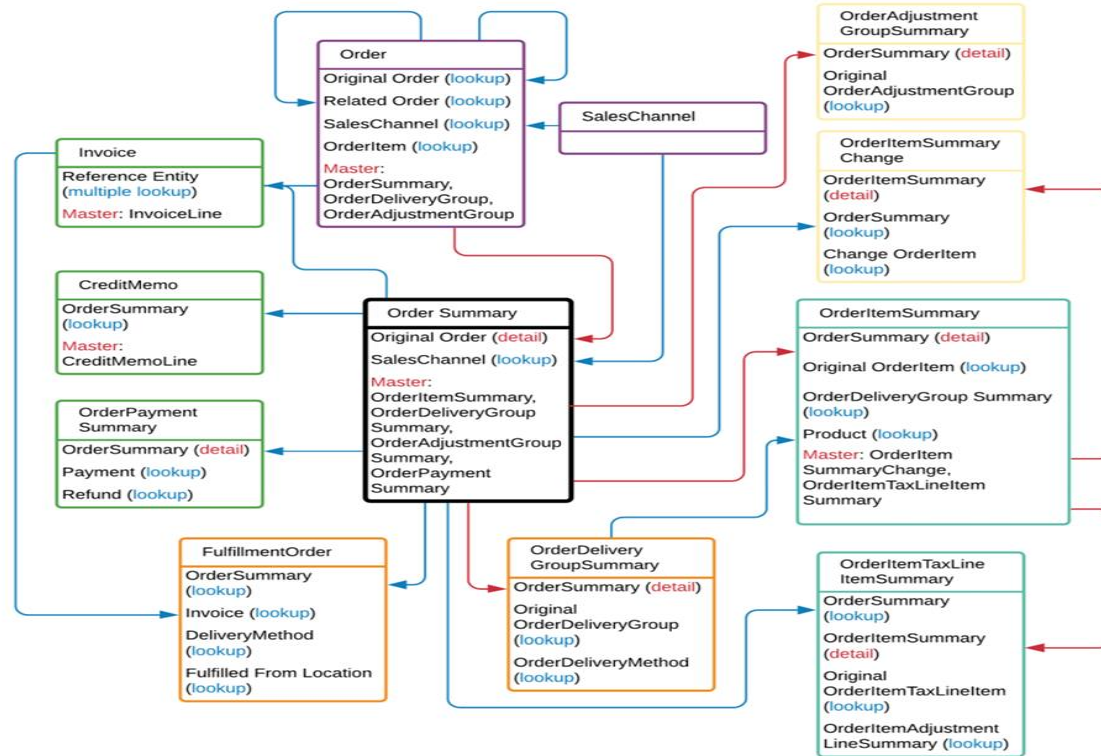 Order
Original Order (lookup)
Related Order (lookup)
SalesChannel (lookup)
OrderItem (lookup)
Master:
OrderSummary,
OrderDeliveryGroup,
OrderAdjustmentGroup
SalesChannel
OrderAdjustment
GroupSummary
OrderSummary (detail)
Original
OrderAdjustmentGroup
(lookup)
Invoice
Reference Entity
(multiple lookup)
Master: InvoiceLine
OrderItemSummary
Change
OrderItemSummary
(detail)
OrderSummary
(lookup)
Change OrderItem
(lookup)
CreditMemo
OrderSummary
(lookup)
Master:
CreditMemoLine
Order Summary
Original Order (detail)
SalesChannel (lookup)
Master:
OrderItemSummary,
OrderDeliveryGroup
Summary,
OrderAdjustmentGroup
Summary,
OrderPayment
Summary
OrderItemSummary
OrderSummary (detail)
Original OrderItem (lookup)
OrderDeliveryGroup Summary
(lookup)
Product (lookup)
Master: OrderItem
SummaryChange,
OrderItemTaxLineItem
Summary
OrderPayment
Summary
OrderSummary (detail)
Payment (lookup)
Refund (lookup)
FulfillmentOrder
OrderSummary
(lookup)
Invoice (lookup)
DeliveryMethod
(lookup)
Fulfilled From Location
(lookup)
OrderDelivery
GroupSummary
OrderSummary (detail)
Original
OrderDeliveryGroup
(lookup)
OrderDeliveryMethod
(lookup)
OrderItemTaxLine
ItemSummary
OrderSummary
(lookup)
OrderItemSummary
(detail)
Original
OrderItemTaxLineItem
(lookup)
OrderItemAdjustment
LineSummary (lookup)